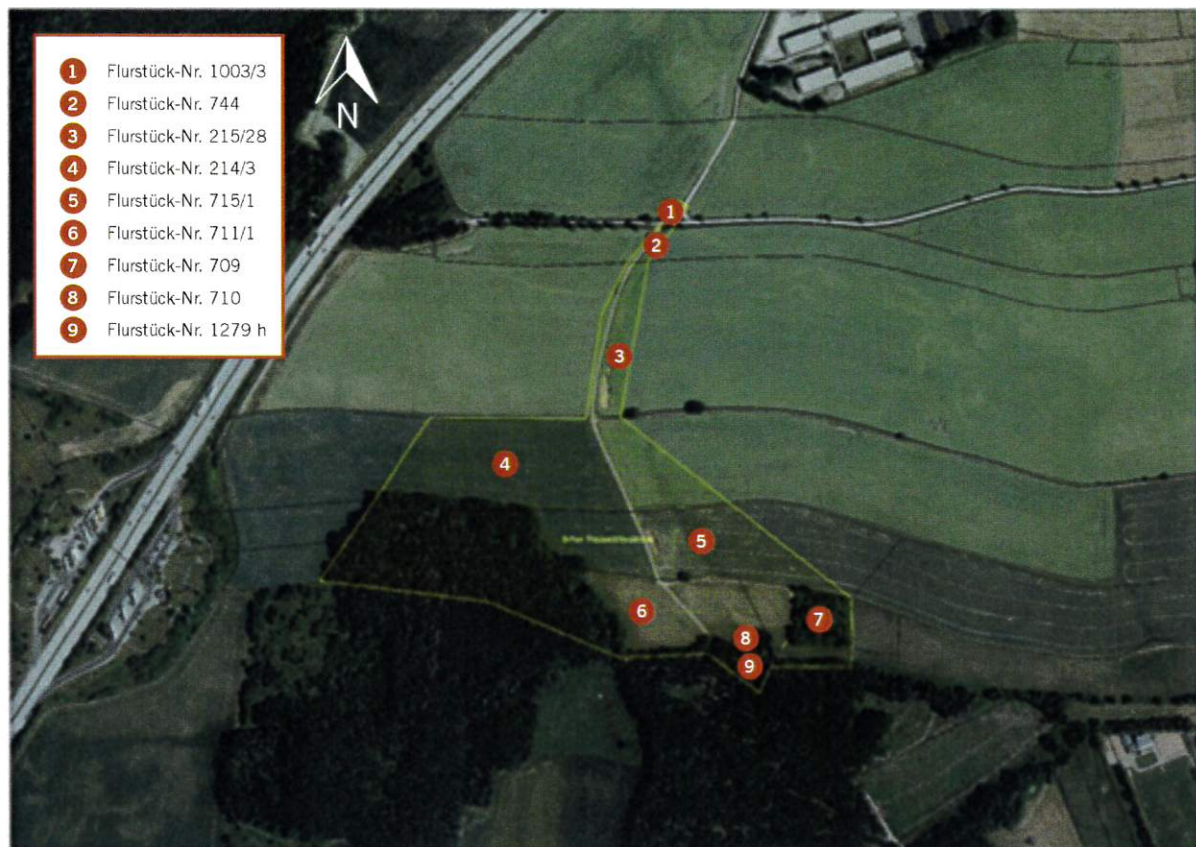 1 Flurstück-Nr. 1003/3
2 Flurstück-Nr. 744
3 Flurstück-Nr. 215/28
4 Flurstück-Nr. 214/3
5 Flurstück-Nr. 715/1
6 Flurstück-Nr. 711/1
7 Flurstück-Nr. 709
8 Flurstück-Nr. 710
9 Flurstück-Nr. 1279 h
N
1
2
3
4
5
6
7
8
9